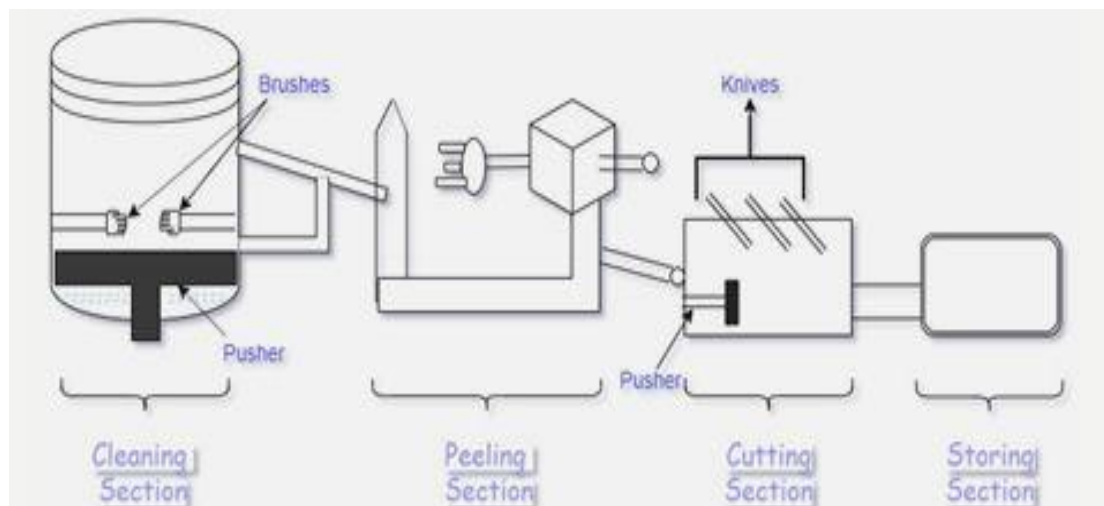 Brushes
Knives
Pusher
Pusher
Cleaning
Section
Peeling
Section
Cutting
Section
Storing
Section